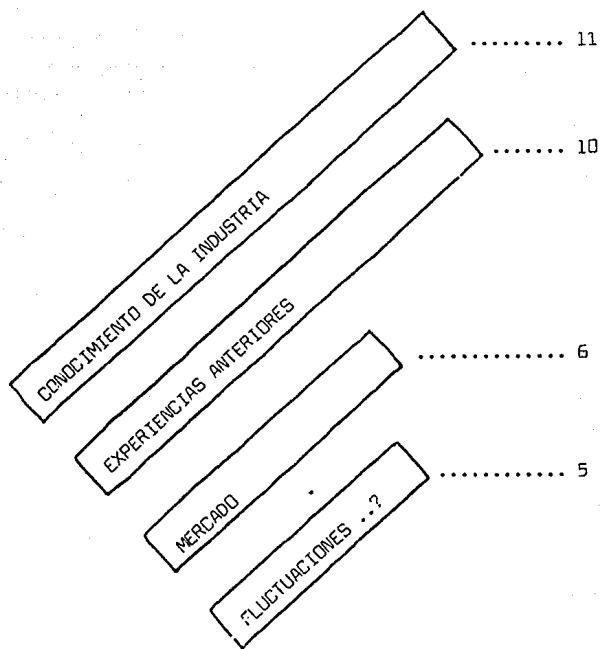 CONOCIMIENTO DE LA INDUSTRIA ......... 11
EXPERIENCIAS ANTERIORES ....... 10
MERCADO ............. 6
FLUCTUACIONES ..? ............ 5